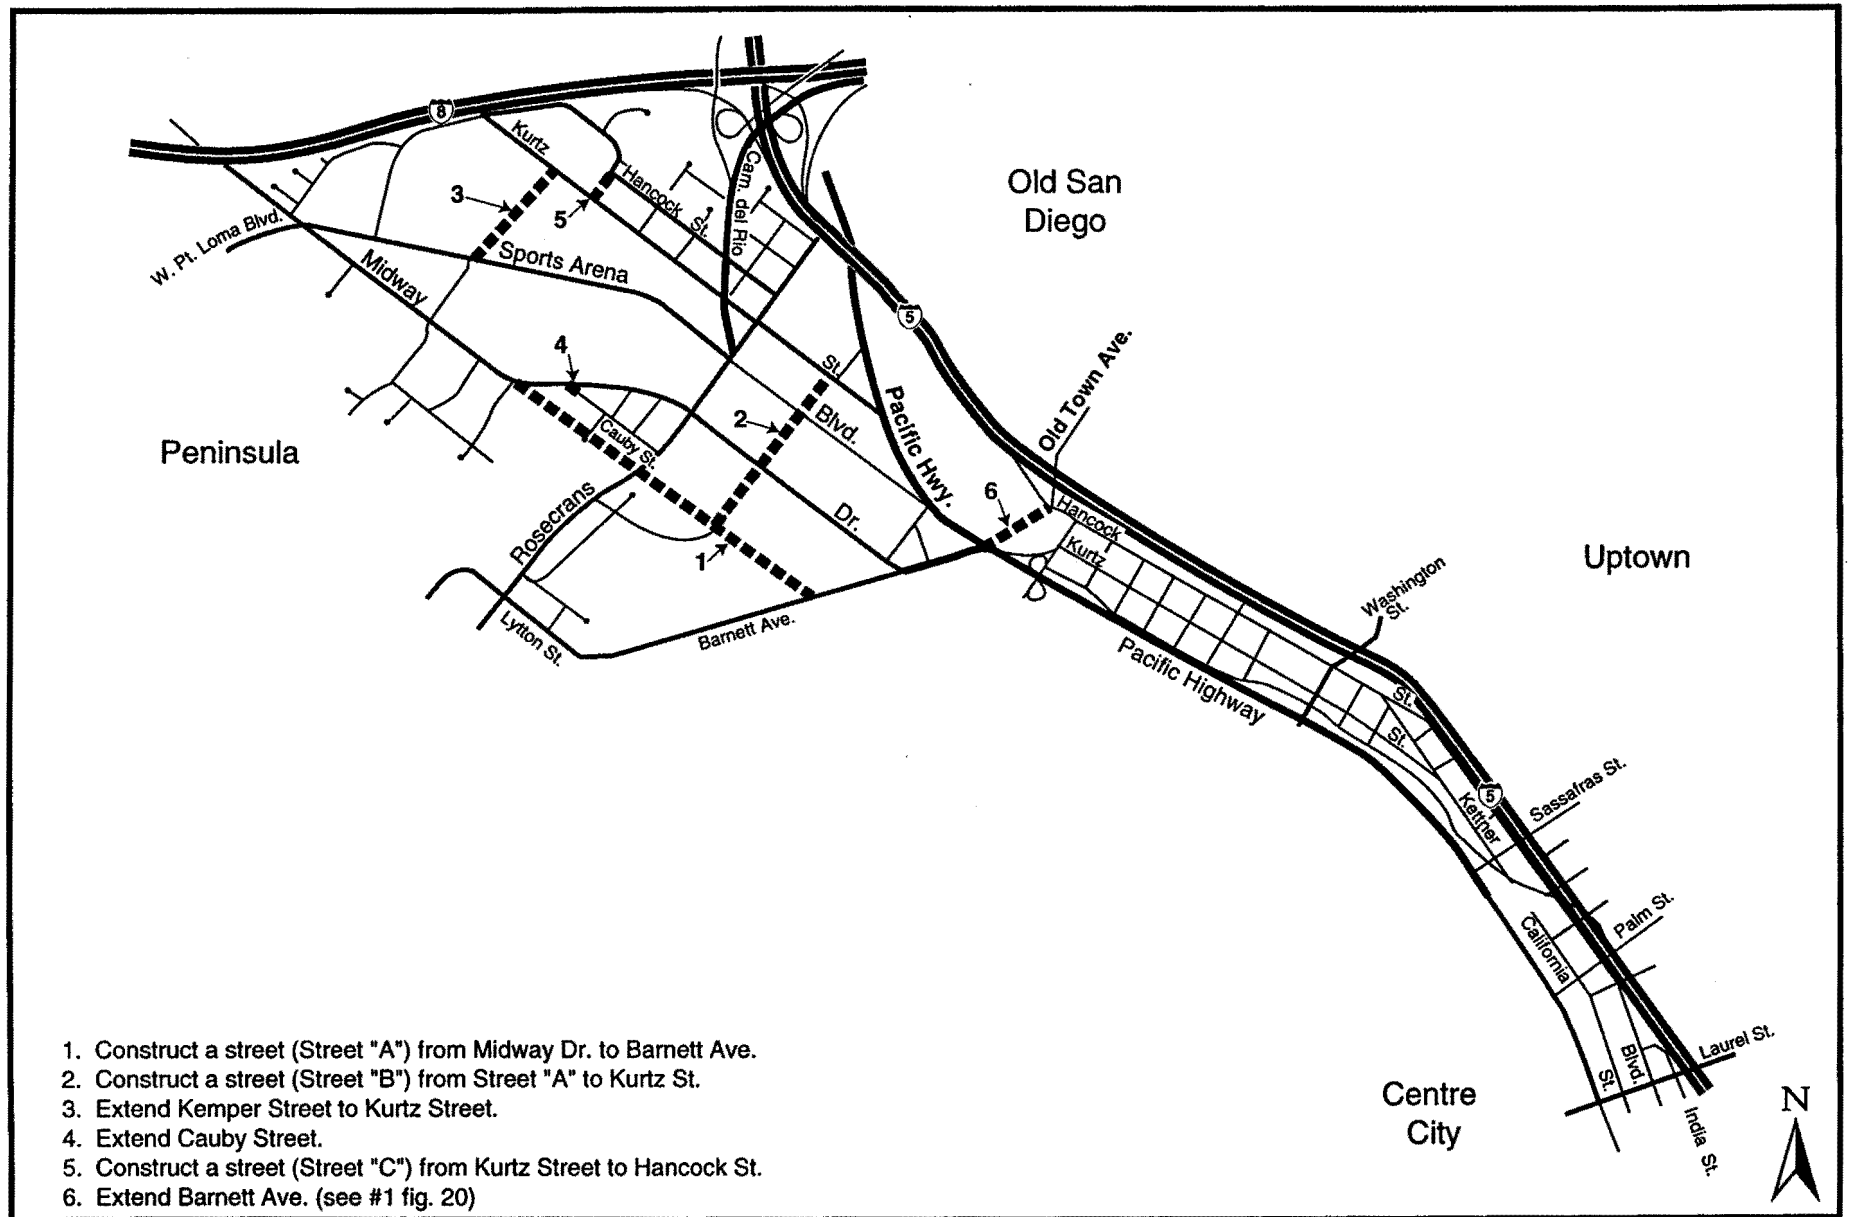 8
Kurtz
Hancock
St.
Cam. del Rio
3
5
Old San
Diego
W. Pt. Loma Blvd.
Sports Arena
Midway
5
4
St.
Old Town Ave.
2
Blvd.
Pacific Hwy.
Peninsula
Cauby St.
6
Rosecrans
Dr.
Hancock
Kurtz
1
Uptown
Washington
St.
Lytton St.
Barnett Ave.
Pacific Highway
St.
St.
5
Sassafras St.
Kettner
Palm St.
California
Laurel St.
Blvd.
St.
India St.
Centre
City
N
1. Construct a street (Street "A") from Midway Dr. to Barnett Ave.
2. Construct a street (Street "B") from Street "A" to Kurtz St.
3. Extend Kemper Street to Kurtz Street.
4. Extend Cauby Street.
5. Construct a street (Street "C") from Kurtz Street to Hancock St.
6. Extend Barnett Ave. (see #1 fig. 20)